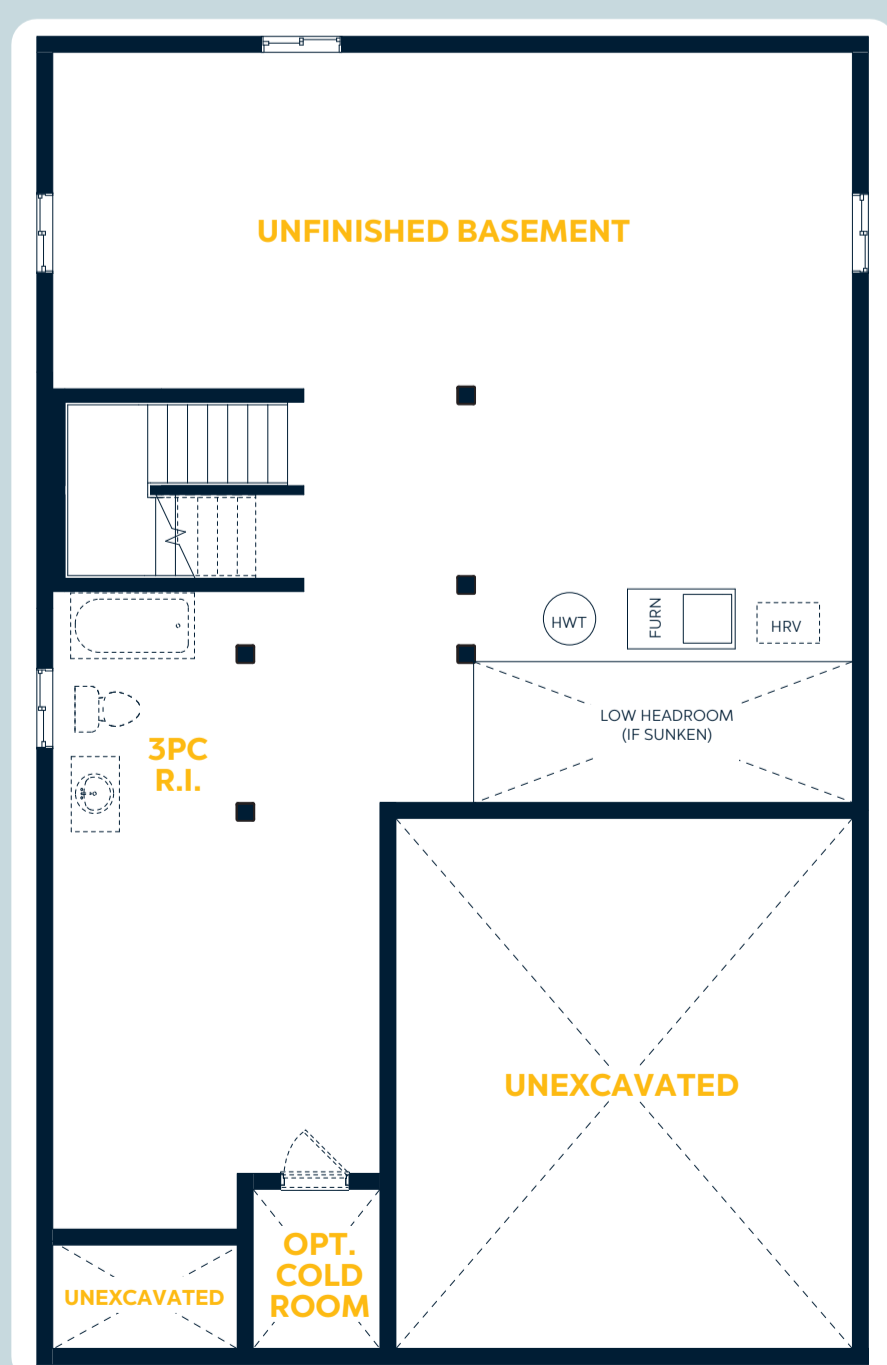 UNFINISHED BASEMENT
HWT
FURN
HRV
LOW HEADROOM
(IF SUNKEN)
3PC
R.I.
UNEXCAVATED
OPT.
COLD
ROOM
UNEXCAVATED